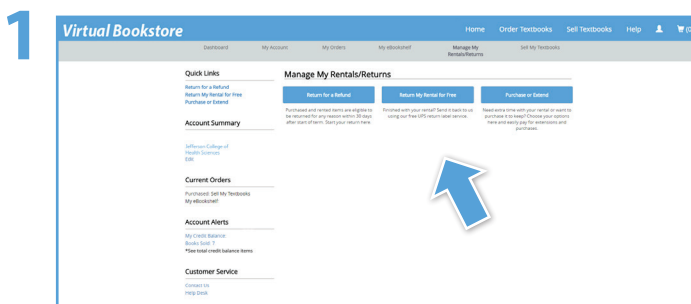 1
Virtual Bookstore
Home Order Textbooks Sell Textbooks Help (0
Dashboard My Account My Orders My eBookshelf Manage My Rentals/Returns Sell My Textbooks
Quick Links
Return for a Refund
Return My Rental for Free
Purchase or Extend
Account Summary
Jefferson College of
Health Sciences
Edit
Current Orders
Purchased: Sell My Textbooks
My eBookshelf:
Account Alerts
My Credit Balance
Books Sold: 7
*See total credit balance items
Customer Service
Contact Us
Help Desk
Manage My Rentals/Returns
Return for a Refund
Purchased and rented items are eligible to
be returned for any reason within 30 days
after start of term. Start your return here.
Return My Rental for Free
Finished with your rental? Send it back to us
using our free UPS return label service.
Purchase or Extend
Need extra time with your rental or want to
purchase it to keep? Choose your options
here and easily pay for extensions and
purchases.